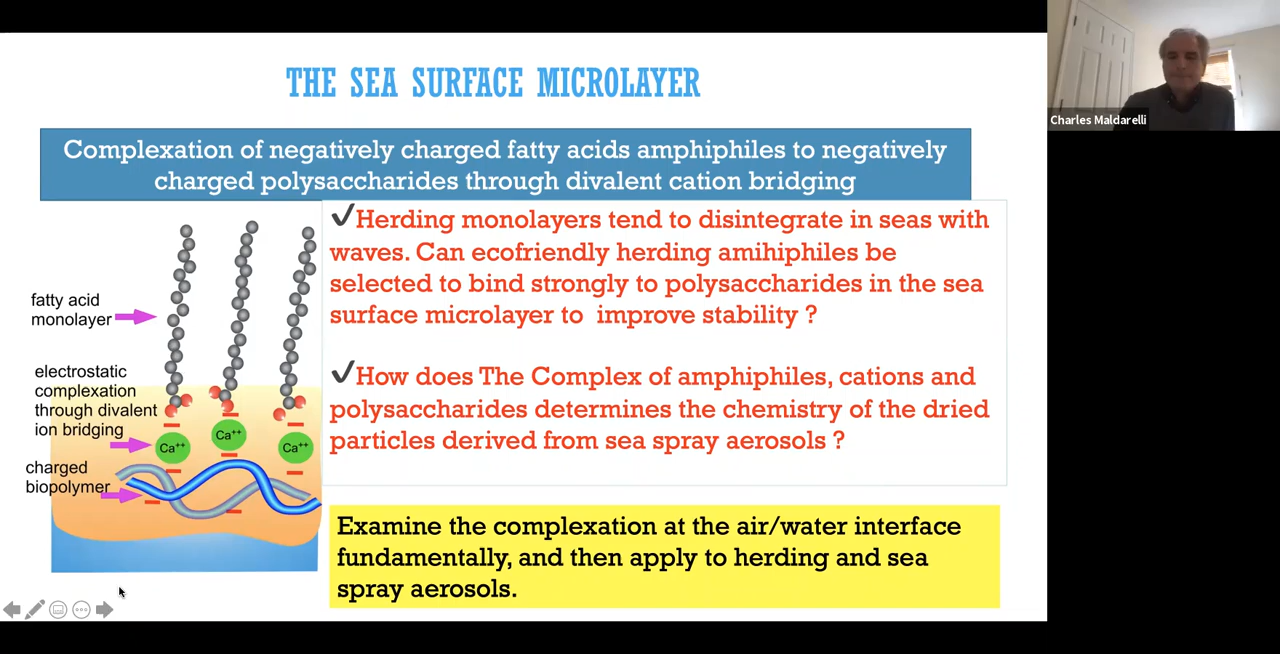 THE SEA SURFACE MICROLAYER
Charles Maldarelli
Complexation of negatively charged fatty acids amphiphiles to negatively
charged polysaccharides through divalent cation bridging
✓Herding monolayers tend to disintegrate in seas with
waves. Can ecofriendly herding amihiphiles be
selected to bind strongly to polysaccharides in the sea
surface microlayer to improve stability ?
✓How does The Complex of amphiphiles, cations and
polysaccharides determines the chemistry of the dried
particles derived from sea spray aerosols ?
fatty acid
monolayer
electrostatic
complexation
through divalent
ion bridging
Ca++
Ca++
Ca++
charged
biopolymer
Examine the complexation at the air/water interface
fundamentally, and then apply to herding and sea
spray aerosols.